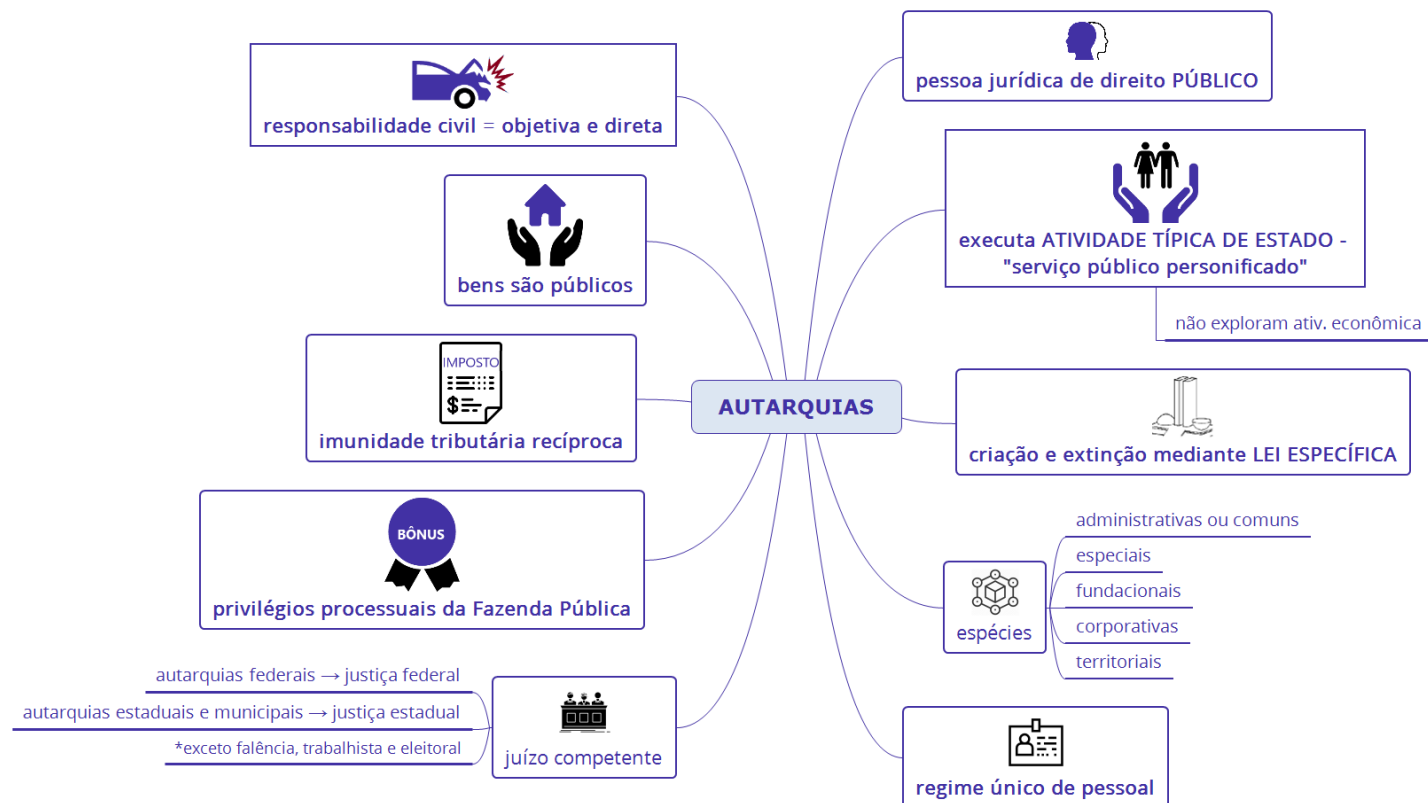 AUTARQUIAS
pessoa jurídica de direito PÚBLICO
executa ATIVIDADE TÍPICA DE ESTADO -
"serviço público personificado"
não exploram ativ. econômica
criação e extinção mediante LEI ESPECÍFICA
espécies
administrativas ou comuns
especiais
fundacionais
corporativas
territoriais
regime único de pessoal
responsabilidade civil = objetiva e direta
bens são públicos
IMPOSTO
$
imunidade tributária recíproca
BÔNUS
privilégios processuais da Fazenda Pública
juízo competente
autarquias federais → justiça federal
autarquias estaduais e municipais → justiça estadual
*exceto falência, trabalhista e eleitoral